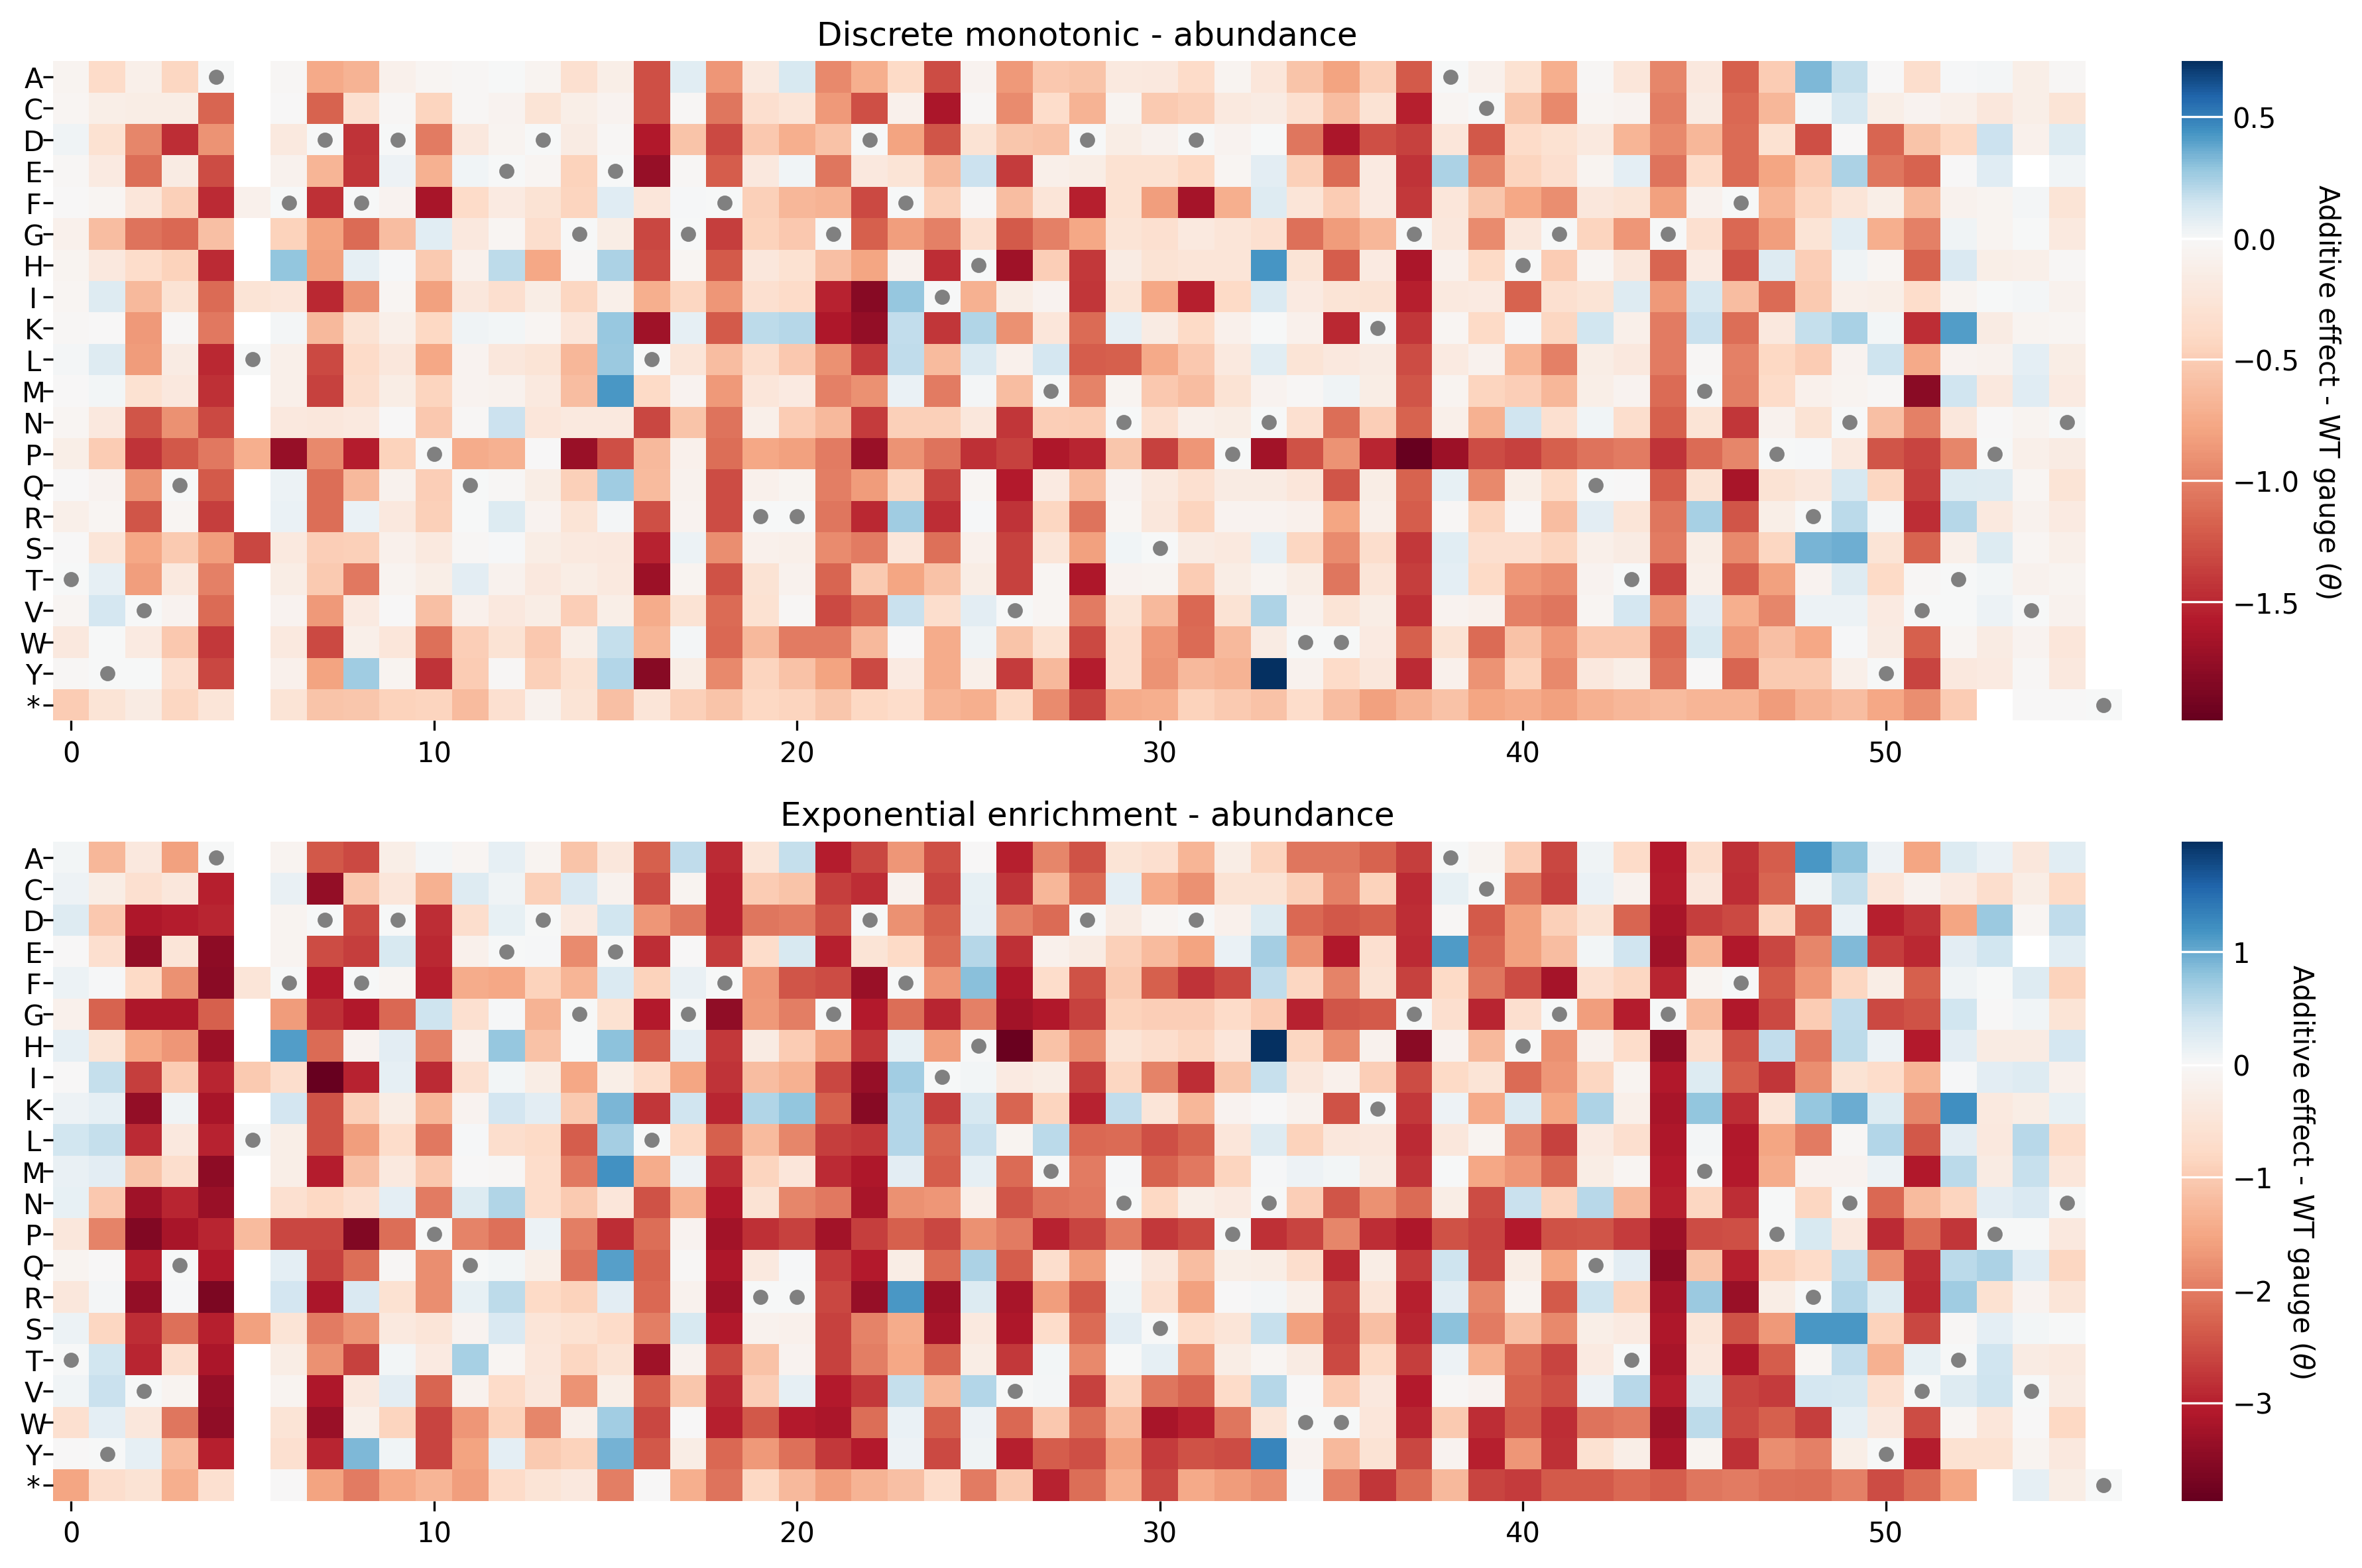 Discrete monotonic - abundance
A
C
D
E
F
G
H
I
K
L
M
N
P
Q
R
S
T
V
W
Y
*
0 10 20 30 40 50
0.5
0.0
−0.5
−1.0
−1.5
Additive effect - WT gauge (θ)
Exponential enrichment - abundance
A
C
D
E
F
G
H
I
K
L
M
N
P
Q
R
S
T
V
W
Y
*
0 10 20 30 40 50
1
0
−1
−2
−3
Additive effect - WT gauge (θ)